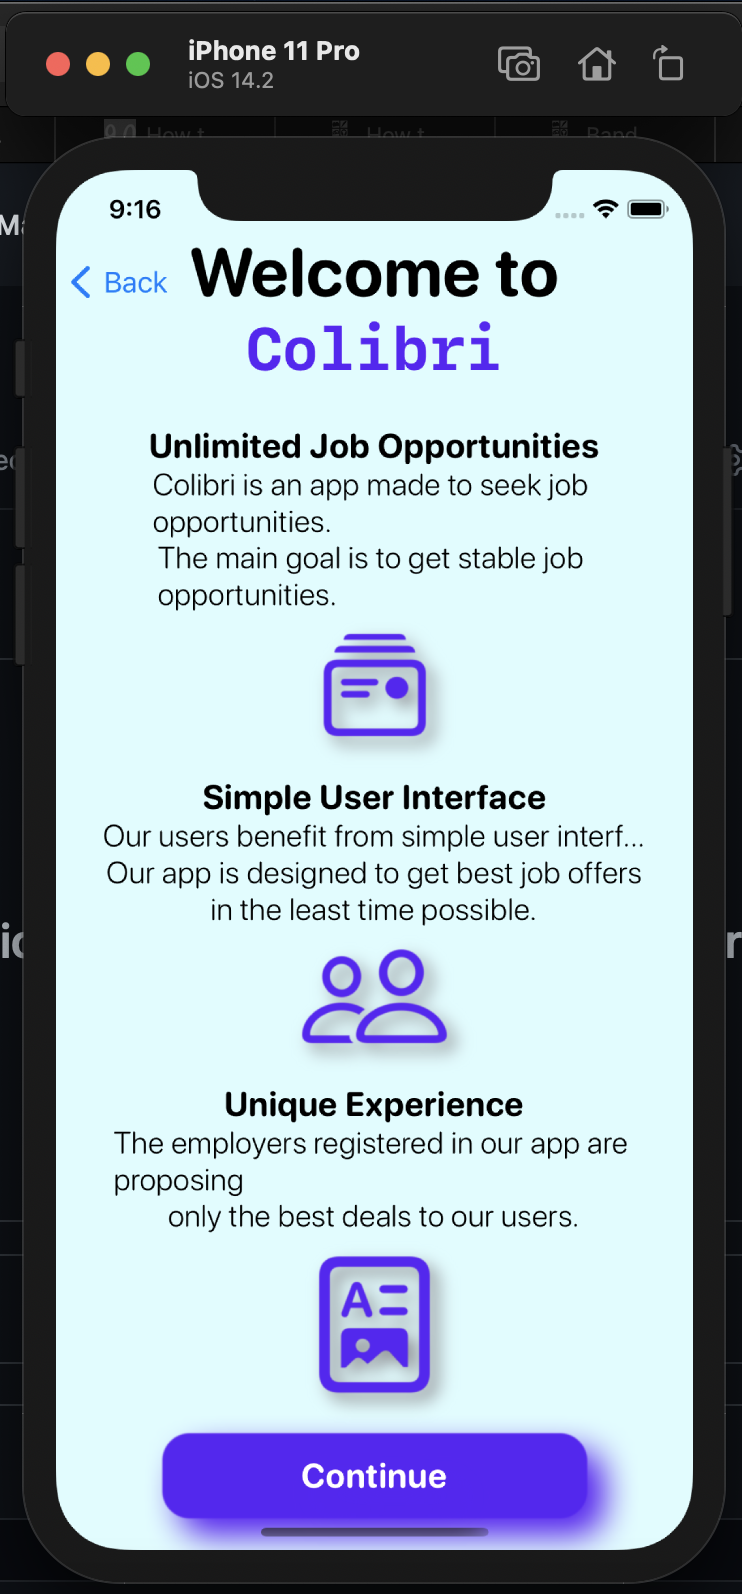 iPhone 11 Pro
iOS 14.2
How t
How t
Band
9:16
Back
Welcome to
Colibri
Unlimited Job Opportunities
Colibri is an app made to seek job
opportunities.
The main goal is to get stable job
opportunities.
Simple User Interface
Our users benefit from simple user interf...
Our app is designed to get best job offers
in the least time possible.
Unique Experience
The employers registered in our app are
proposing
only the best deals to our users.
A
Continue